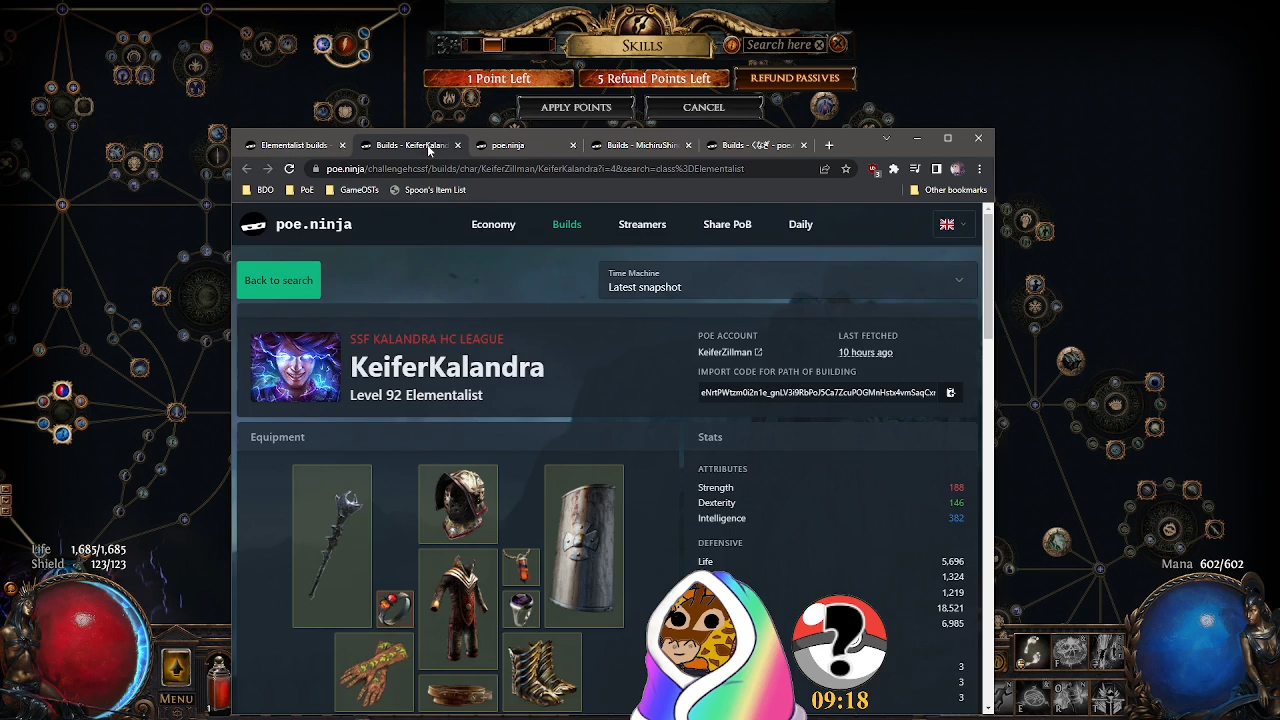 SKILLS
Search here
1 Point Left
5 Refund Points Left
REFUND PASSIVES
APPLY POINTS
CANCEL
Elementalist builds -
Builds - KeiferKaland
poe.ninja
Builds - MichiruShin
Builds - くなぎ - poe.
poe.ninja/challengehcssf/builds/char/KeiferZillman/KeiferKalandra?i=4&search=class%3DElementalist
3
BDO
PoE
GameOSTs
Spoon's Item List
Other bookmarks
poe.ninja
Economy
Builds
Streamers
Share PoB
Daily
Back to search
Time Machine
Latest snapshot
SSF KALANDRA HC LEAGUE
KeiferKalandra
Level 92 Elementalist
POE ACCOUNT
KeiferZillman
LAST FETCHED
10 hours ago
IMPORT CODE FOR PATH OF BUILDING
Equipment
Stats
ATTRIBUTES
Strength 188
Dexterity 146
Intelligence 382
DEFENSIVE
Life 5,696
1,324
1,219
18,521
6,985
3
3
3
Life 1,685/1,685
Shield 123/123
Mana 602/602
MENU
?
09:18